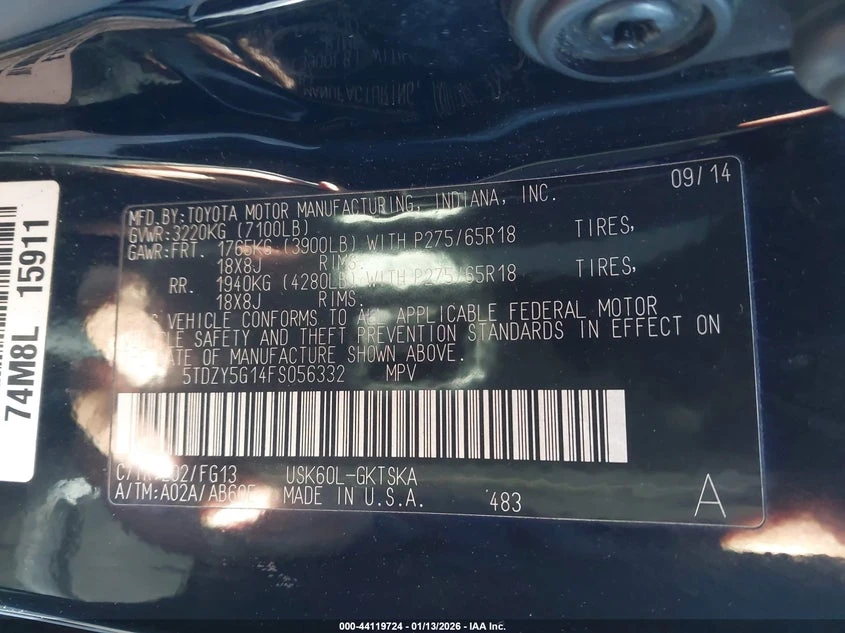 74M8L 15911
09/14
MFD.BY:TOYOTA MOTOR MANUFACTURING, INDIANA, INC.
GVWR:3220KG (7100LB)
GAWR:FRT. 1765KG (3900LB) WITH P275/65R18 TIRES,
18X8J RIMS.
RR. 1940KG (4280LB) WITH P275/65R18 TIRES,
18X8J RIMS.
VEHICLE CONFORMS TO ALL APPLICABLE FEDERAL MOTOR
SAFETY AND THEFT PREVENTION STANDARDS IN EFFECT ON
OF MANUFACTURE SHOWN ABOVE.
5TDZY5G14FS056332 MPV
202/FG13 USK60L-GKTSKA
A/TM:A02A/ MADE IN U.S.A. 483
A
000-44119724 - 01/13/2026 - IAA Inc.